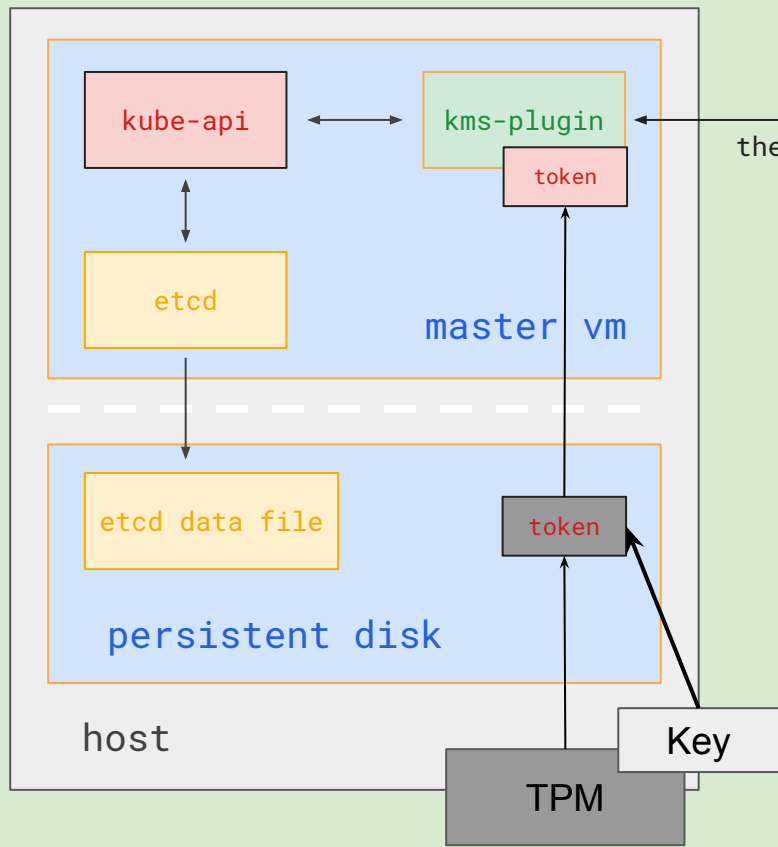 kube-api
kms-plugin
the
token
etcd
master vm
etcd data file
token
persistent disk
host
Key
TPM